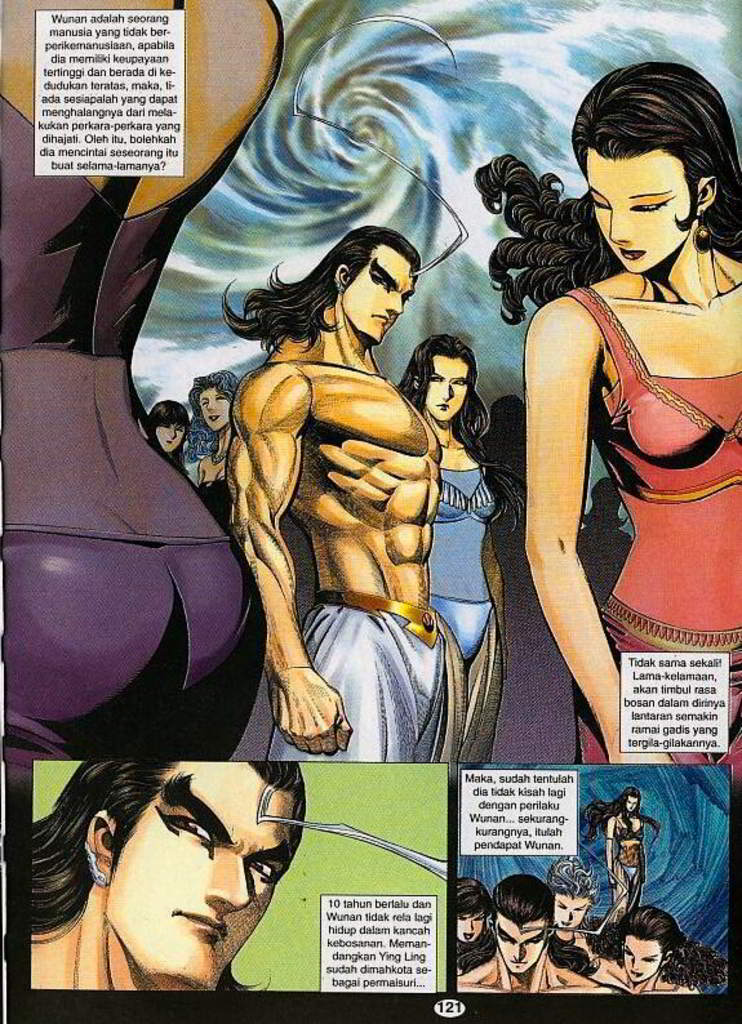 Wunan adalah seorang
manusia yang tidak ber-
perikemanusiaan, apabila
dia memiliki keupayaan
tertinggi dan berada di ke-
dudukan teratas, maka, ti-
ada sesiapalah yang dapat
menghalangnya dari mela-
kukan perkara-perkara yang
dihajati. Oleh itu, bolehkah
dia mencintai seseorang itu
buat selama-lamanya?
Tidak sama sekali!
Lama-kelamaan,
akan timbul rasa
bosan dalam dirinya
lantaran semakin
ramai gadis yang
tergila-gilakannya.
10 tahun berlalu dan
Wunan tidak rela lagi
hidup dalam kancah
kebosanan. Meman-
dangkan Ying Ling
sudah dimahkota se-
bagai permaisuri...
Maka, sudah tentulah
dia tidak kisah lagi
dengan perilaku
Wunan... sekurang-
kurangnya, itulah
pendapat Wunan.
121